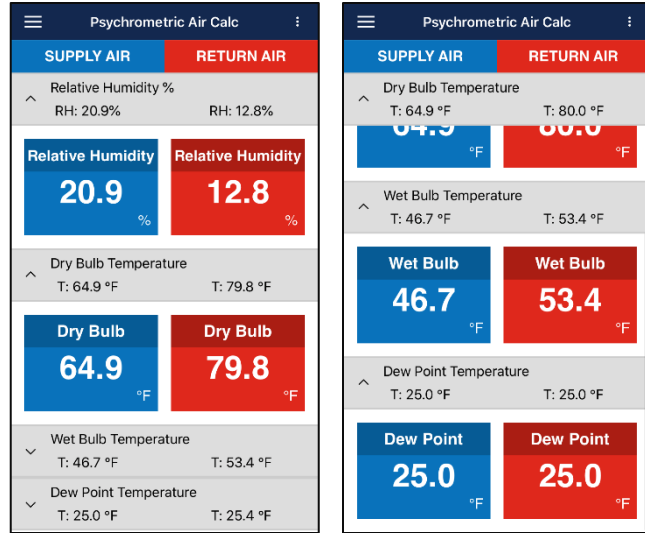 Psychrometric Air Calc
SUPPLY AIR RETURN AIR
Relative Humidity %
RH: 20.9% RH: 12.8%
Relative Humidity Relative Humidity
20.9 12.8
% %
Dry Bulb Temperature
T: 64.9 °F T: 79.8 °F
Dry Bulb Dry Bulb
64.9 79.8
°F °F
Wet Bulb Temperature
T: 46.7 °F T: 53.4 °F
Dew Point Temperature
T: 25.0 °F T: 25.4 °F
Psychrometric Air Calc
SUPPLY AIR RETURN AIR
Dry Bulb Temperature
T: 64.9 °F T: 80.0 °F
64.9 80.0
°F °F
Wet Bulb Temperature
T: 46.7 °F T: 53.4 °F
Wet Bulb Wet Bulb
46.7 53.4
°F °F
Dew Point Temperature
T: 25.0 °F T: 25.0 °F
Dew Point Dew Point
25.0 25.0
°F °F